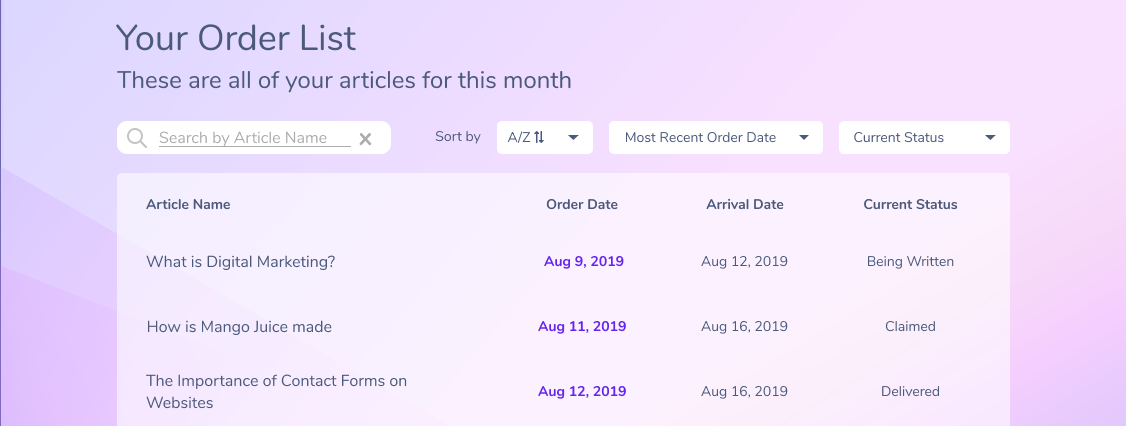 Your Order List
These are all of your articles for this month
Search by Article Name
Sort by
A/Z
Most Recent Order Date
Current Status
Article Name Order Date Arrival Date Current Status
What is Digital Marketing? Aug 9, 2019 Aug 12, 2019 Being Written
How is Mango Juice made Aug 11, 2019 Aug 16, 2019 Claimed
The Importance of Contact Forms on
Websites
Aug 12, 2019 Aug 16, 2019 Delivered